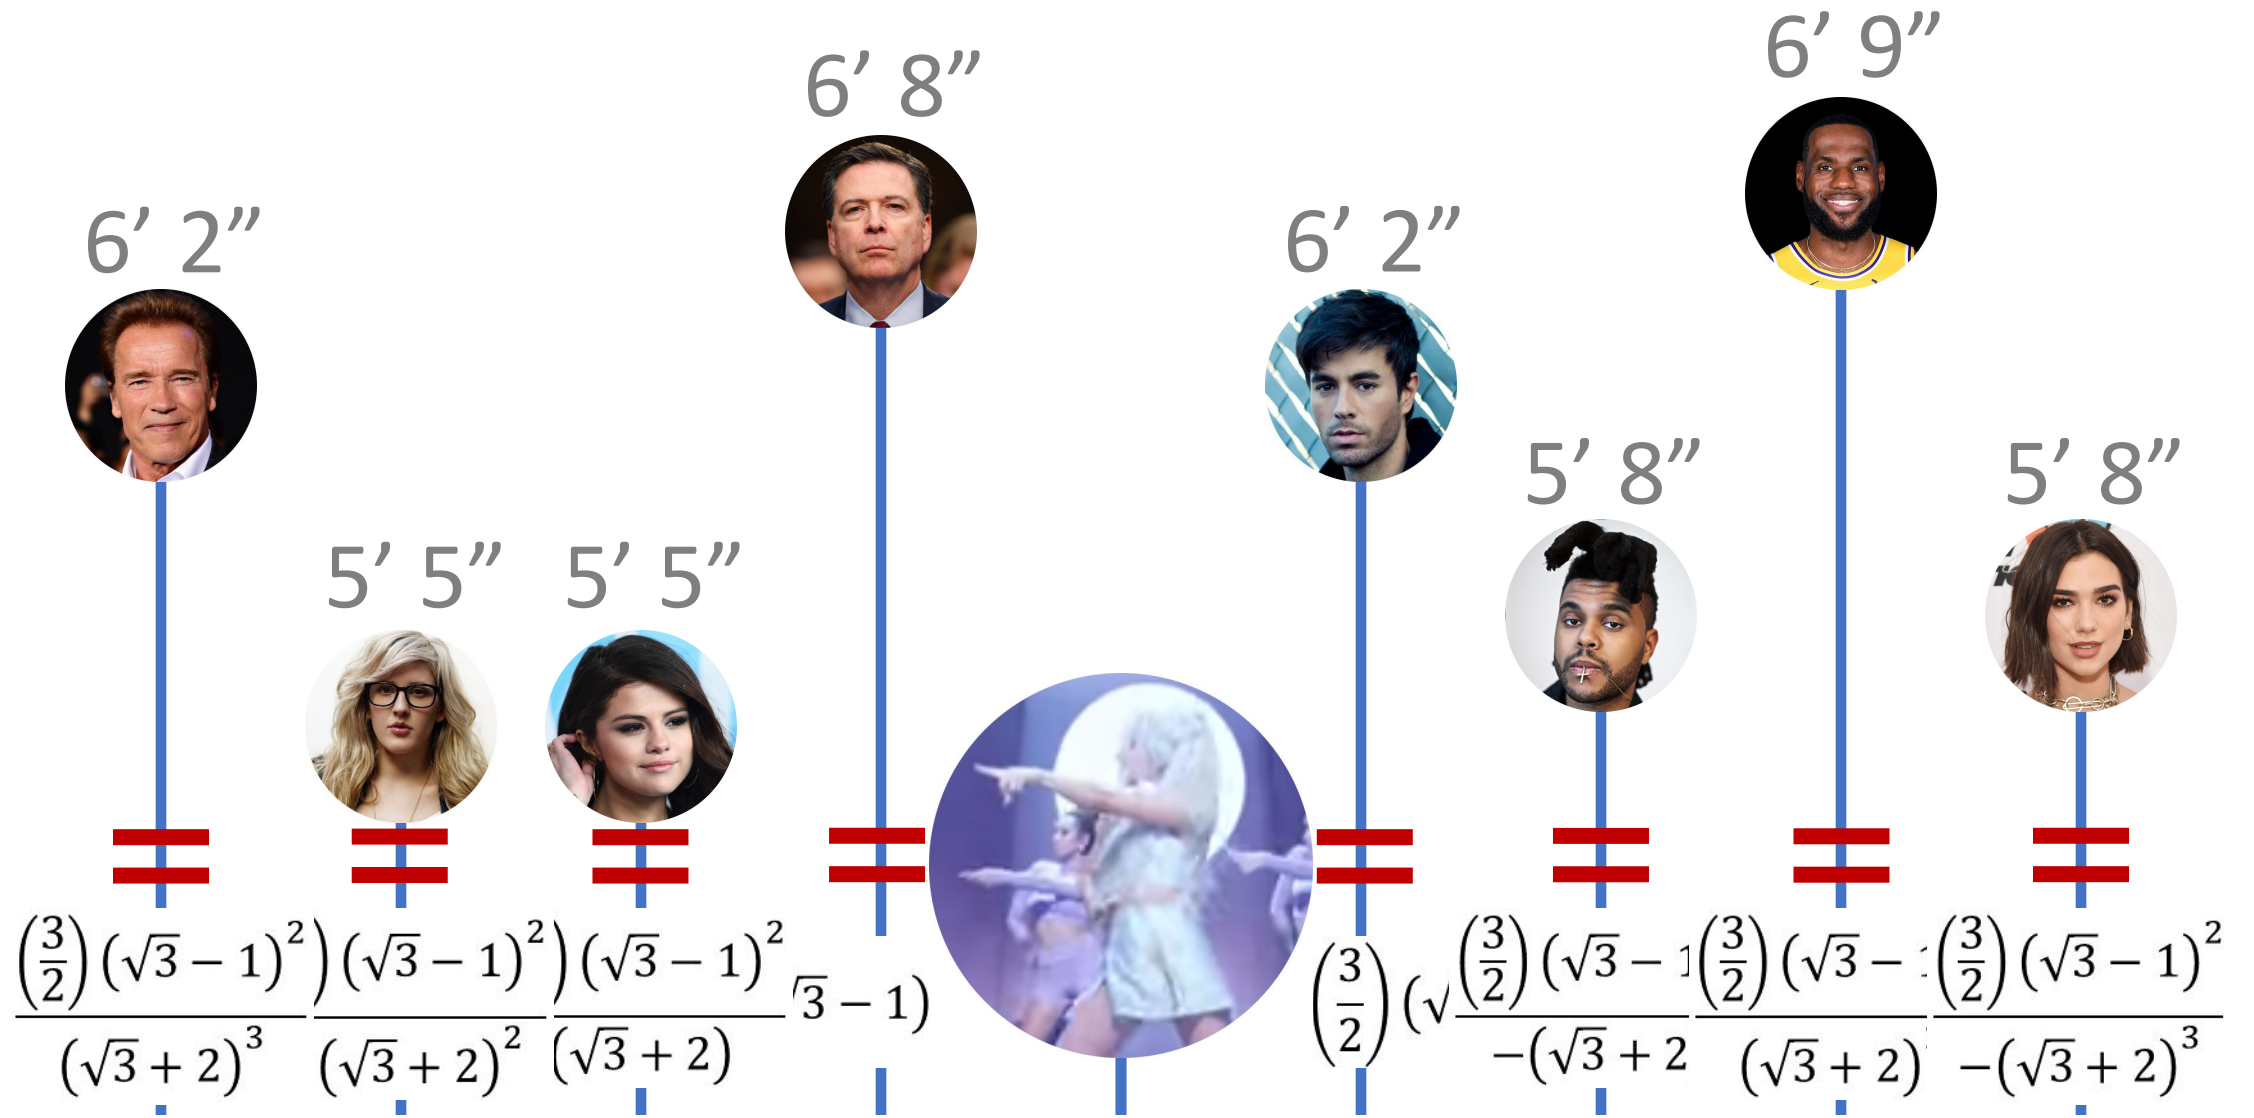 6’ 9”
6’ 8”
6’ 2”
6’ 2”
5’ 8”
5’ 8”
5’ 5”
5’ 5”
(3/2)(√3 − 1)²
(√3 + 2)³
)(√3 − 1)²
(√3 + 2)²
)(√3 − 1)²
(√3 + 2)
√3 − 1)
(3/2)(√
(3/2)(√3 − 1
−(√3 + 2
(3/2)(√3 −
(√3 + 2)
(3/2)(√3 − 1)²
−(√3 + 2)³